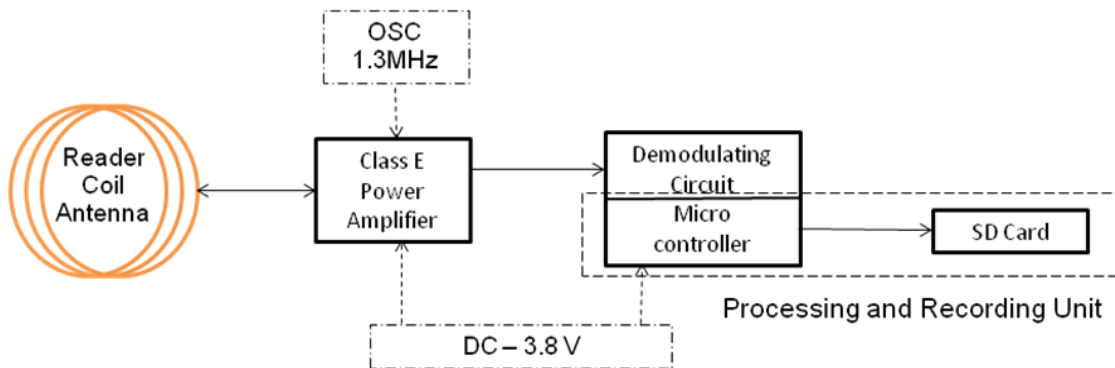 OSC
1.3MHz
Reader
Coil
Antenna
Class E
Power
Amplifier
Demodulating
Circuit
Micro
controller
SD Card
Processing and Recording Unit
DC – 3.8 V